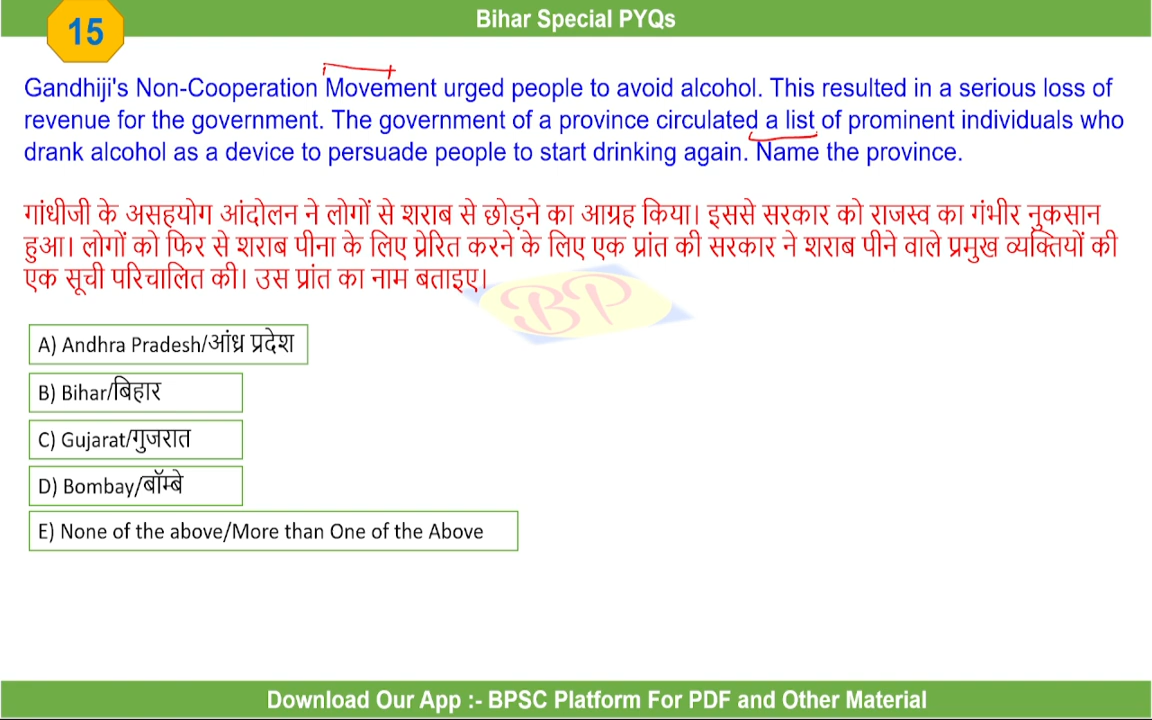 Bihar Special PYQs
15
Gandhiji's Non-Cooperation Movement urged people to avoid alcohol. This resulted in a serious loss of
revenue for the government. The government of a province circulated a list of prominent individuals who
drank alcohol as a device to persuade people to start drinking again. Name the province.
गांधीजी के असहयोग आंदोलन ने लोगों से शराब से छोड़ने का आग्रह किया। इससे सरकार को राजस्व का गंभीर नुकसान
हुआ। लोगों को फिर से शराब पीना के लिए प्रेरित करने के लिए एक प्रांत की सरकार ने शराब पीने वाले प्रमुख व्यक्तियों की
एक सूची परिचालित की। उस प्रांत का नाम बताइए।
BP
A) Andhra Pradesh/आंध्र प्रदेश
B) Bihar/बिहार
C) Gujarat/गुजरात
D) Bombay/बॉम्बे
E) None of the above/More than One of the Above
Download Our App :- BPSC Platform For PDF and Other Material